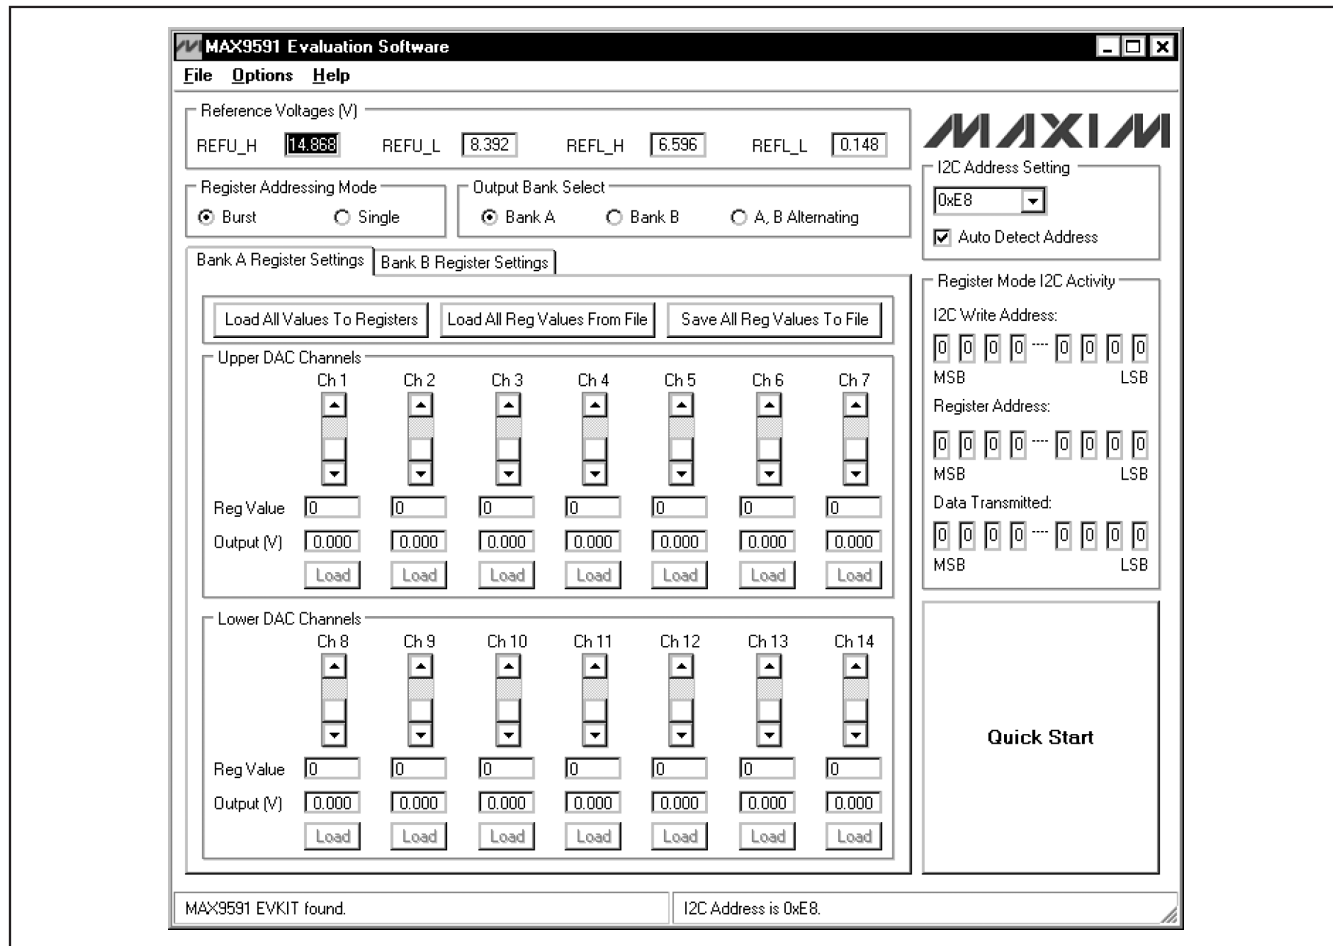 MAX9591 Evaluation Software
File Options Help
Reference Voltages (V)
REFU_H 14.868 REFU_L 8.392 REFL_H 6.596 REFL_L 0.148
MAXIM
I2C Address Setting
0xE8
Auto Detect Address
Register Addressing Mode
Burst Single
Output Bank Select
Bank A Bank B A, B Alternating
Bank A Register Settings Bank B Register Settings
Load All Values To Registers Load All Reg Values From File Save All Reg Values To File
Upper DAC Channels
Ch 1 Ch 2 Ch 3 Ch 4 Ch 5 Ch 6 Ch 7
Reg Value 0 0 0 0 0 0 0
Output (V) 0.000 0.000 0.000 0.000 0.000 0.000 0.000
Load Load Load Load Load Load Load
Lower DAC Channels
Ch 8 Ch 9 Ch 10 Ch 11 Ch 12 Ch 13 Ch 14
Reg Value 0 0 0 0 0 0 0
Output (V) 0.000 0.000 0.000 0.000 0.000 0.000 0.000
Load Load Load Load Load Load Load
Register Mode I2C Activity
I2C Write Address:
0 0 0 0 ---- 0 0 0 0
MSB LSB
Register Address:
0 0 0 0 ---- 0 0 0 0
MSB LSB
Data Transmitted:
0 0 0 0 ---- 0 0 0 0
MSB LSB
Quick Start
MAX9591 EVKIT found. I2C Address is 0xE8.